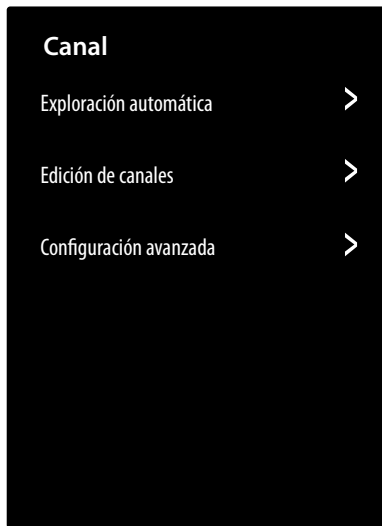 Canal
Exploración automática
Edición de canales
Configuración avanzada